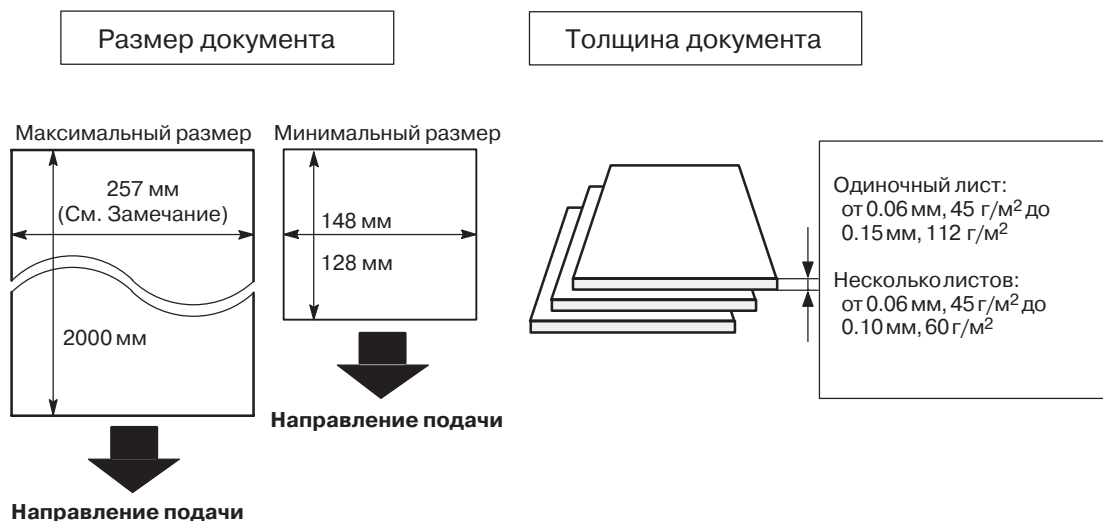 Размер документа
Толщина документа
Максимальный размер
257 мм
(См. Замечание)
2000 мм
Направление подачи
Минимальный размер
148 мм
128 мм
Направление подачи
Одиночный лист:
от 0.06 мм, 45 г/м² до
0.15 мм, 112 г/м²
Несколько листов:
от 0.06 мм, 45 г/м² до
0.10 мм, 60 г/м²